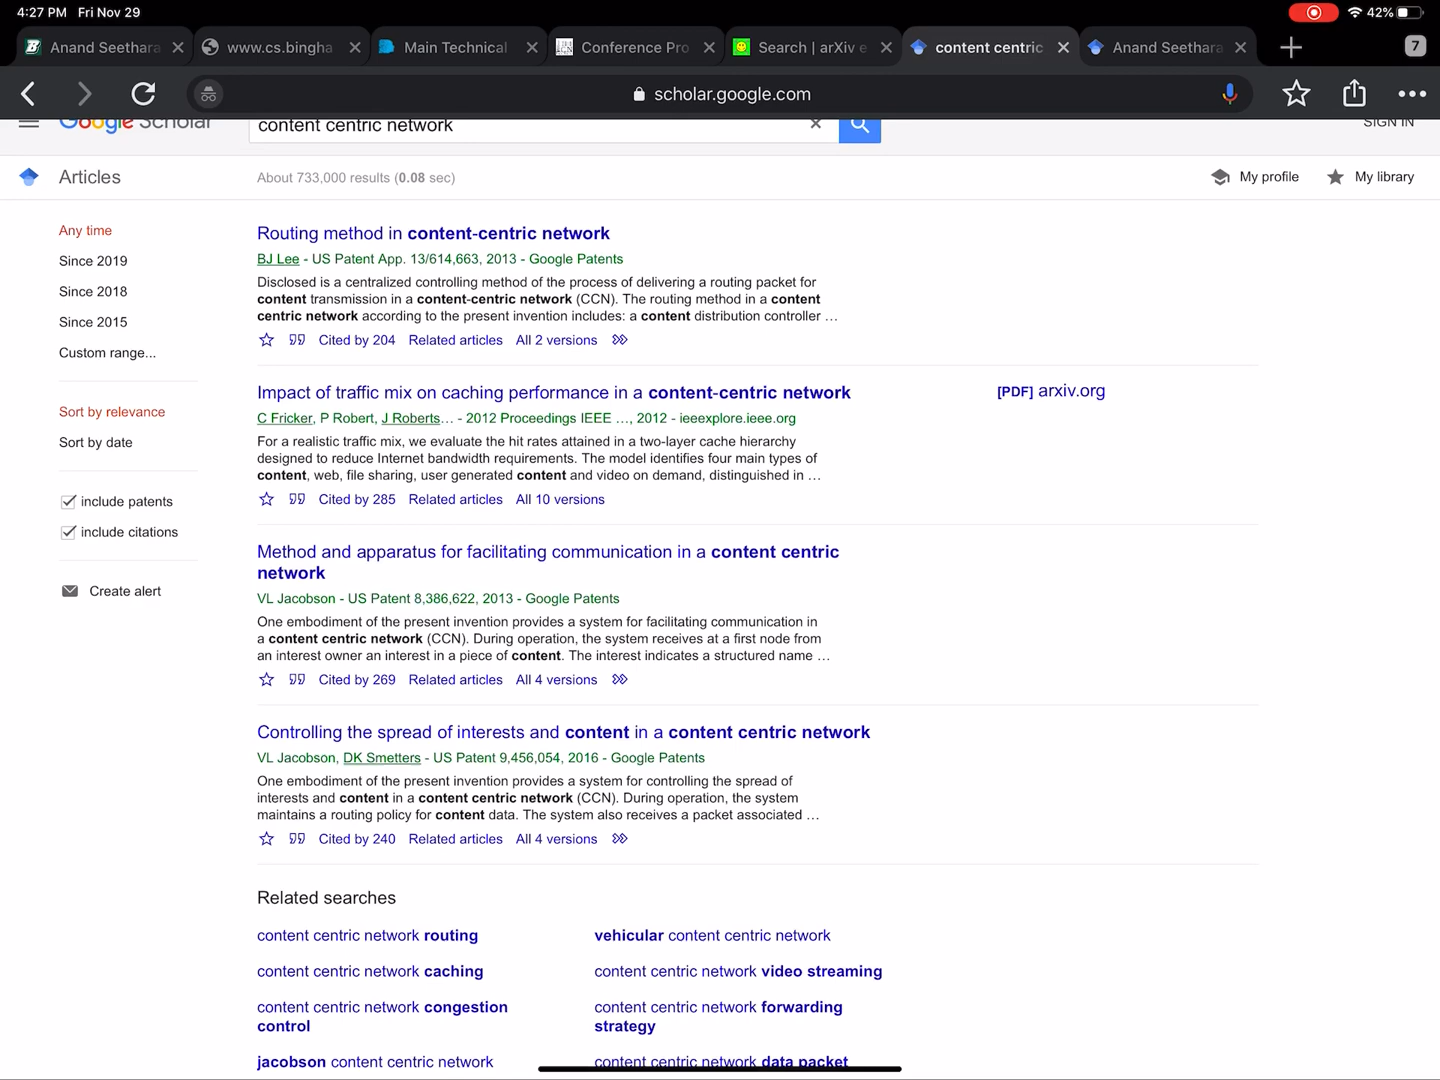 4:27 PM Fri Nov 29
42%
Anand Seethara
www.cs.bingha
Main Technical
Conference Pro
Search | arXiv e
content centric
Anand Seethara
7
scholar.google.com
Google Scholar
content centric network
SIGN IN
Articles
About 733,000 results (0.08 sec)
My profile
My library
Any time
Since 2019
Since 2018
Since 2015
Custom range...
Sort by relevance
Sort by date
include patents
include citations
Create alert
Routing method in content-centric network
BJ Lee - US Patent App. 13/614,663, 2013 - Google Patents
Disclosed is a centralized controlling method of the process of delivering a routing packet for
content transmission in a content-centric network (CCN). The routing method in a content
centric network according to the present invention includes: a content distribution controller …
Cited by 204 Related articles All 2 versions
Impact of traffic mix on caching performance in a content-centric network
[PDF] arxiv.org
C Fricker, P Robert, J Roberts… - 2012 Proceedings IEEE …, 2012 - ieeexplore.ieee.org
For a realistic traffic mix, we evaluate the hit rates attained in a two-layer cache hierarchy
designed to reduce Internet bandwidth requirements. The model identifies four main types of
content, web, file sharing, user generated content and video on demand, distinguished in …
Cited by 285 Related articles All 10 versions
Method and apparatus for facilitating communication in a content centric
network
VL Jacobson - US Patent 8,386,622, 2013 - Google Patents
One embodiment of the present invention provides a system for facilitating communication in
a content centric network (CCN). During operation, the system receives at a first node from
an interest owner an interest in a piece of content. The interest indicates a structured name …
Cited by 269 Related articles All 4 versions
Controlling the spread of interests and content in a content centric network
VL Jacobson, DK Smetters - US Patent 9,456,054, 2016 - Google Patents
One embodiment of the present invention provides a system for controlling the spread of
interests and content in a content centric network (CCN). During operation, the system
maintains a routing policy for content data. The system also receives a packet associated …
Cited by 240 Related articles All 4 versions
Related searches
content centric network routing
vehicular content centric network
content centric network caching
content centric network video streaming
content centric network congestion
control
content centric network forwarding
strategy
jacobson content centric network
content centric network data packet